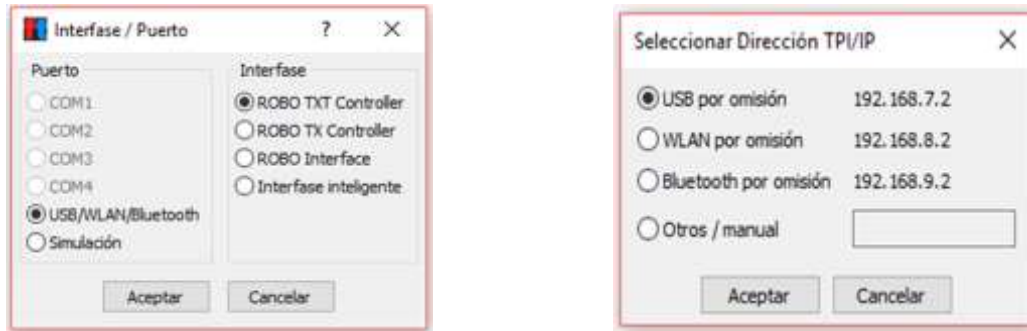 Interfase / Puerto ? X
Puerto
COM1
COM2
COM3
COM4
USB/WLAN/Bluetooth
Simulación
Interfase
ROBO TXT Controller
ROBO TX Controller
ROBO Interface
Interfase inteligente
Aceptar Cancelar
Seleccionar Dirección TPI/IP X
USB por omisión 192.168.7.2
WLAN por omisión 192.168.8.2
Bluetooth por omisión 192.168.9.2
Otros / manual
Aceptar Cancelar